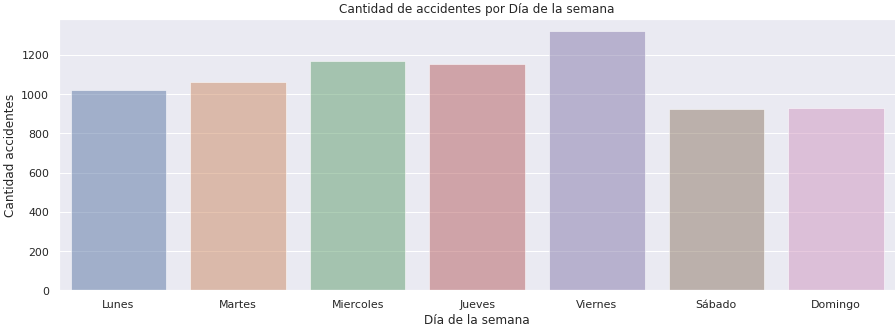 Cantidad de accidentes por Día de la semana
Cantidad accidentes
1200
1000
800
600
400
200
0
Lunes Martes Miercoles Jueves Viernes Sábado Domingo
Día de la semana